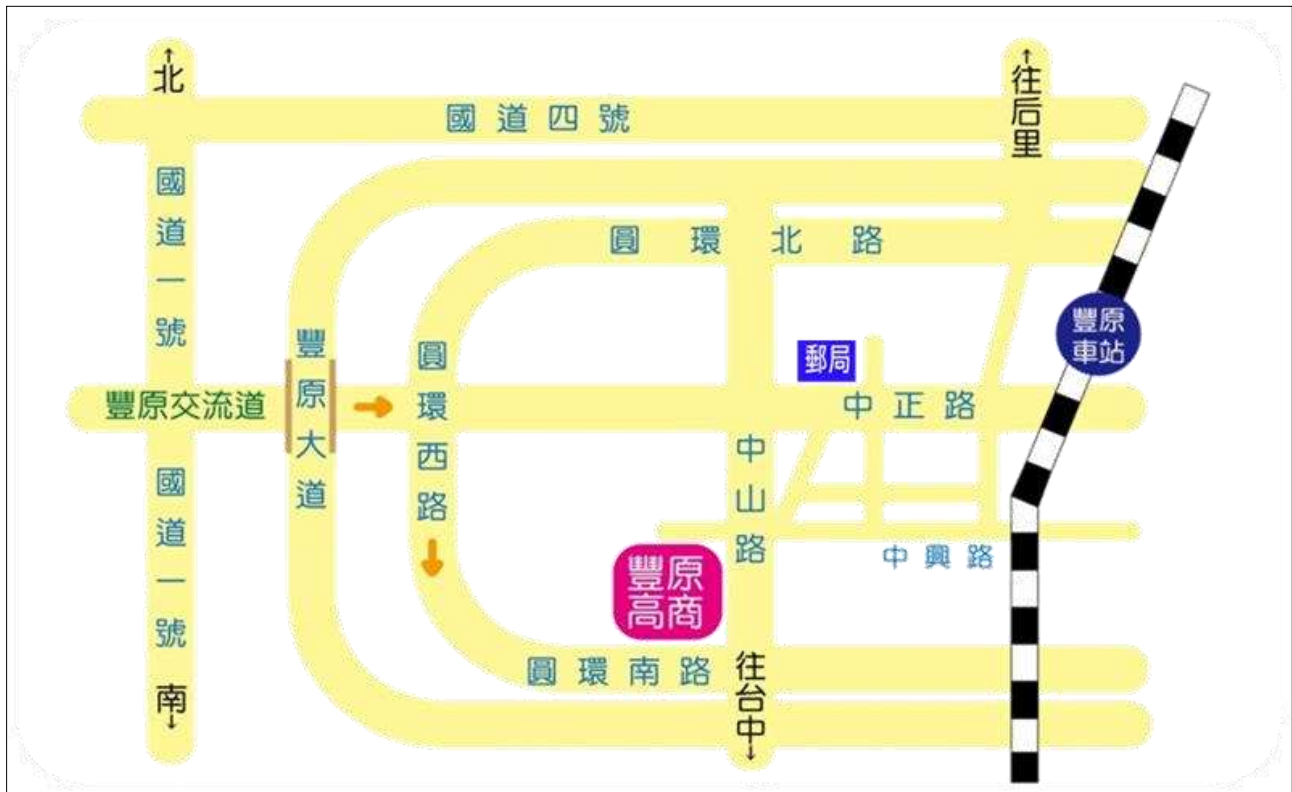 ↑北
國道四號
↑往后里
國道一號
圓環北路
豐原大道
圓環西路
豐原
車站
郵局
豐原交流道
中正路
中山路
國道一號
中興路
豐原
高商
圓環南路
南↓
往台中↓